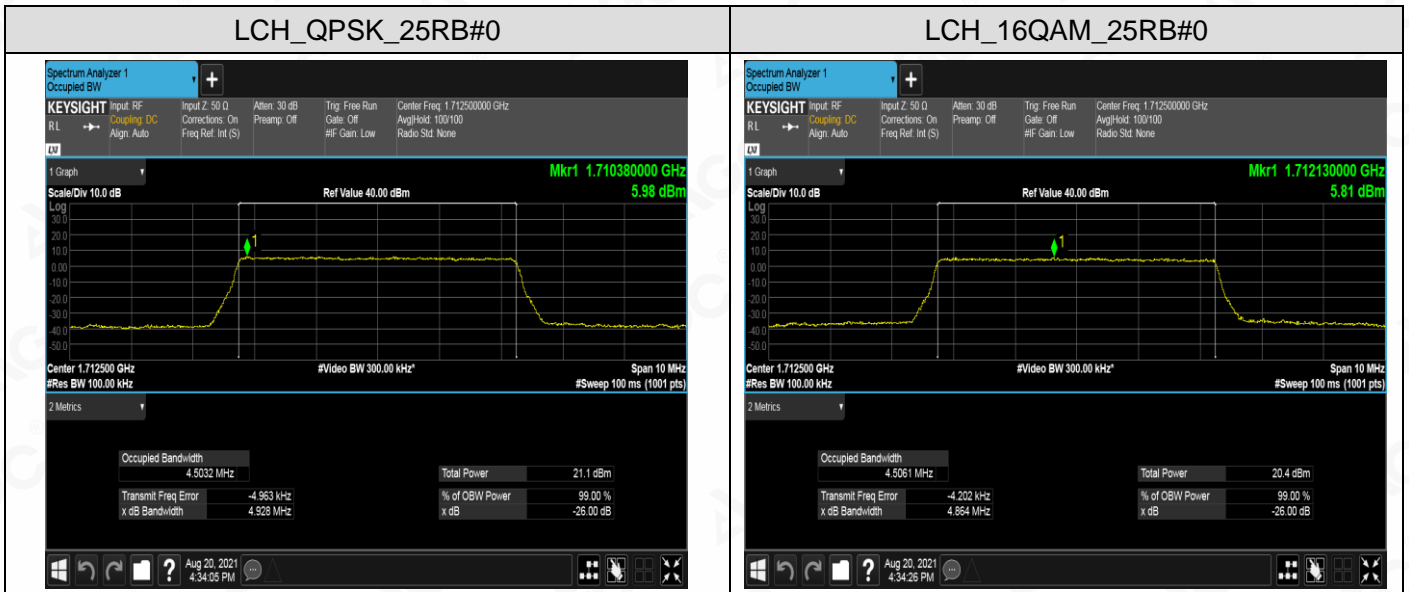 LCH_QPSK_25RB#0
Spectrum Analyzer 1
Occupied BW
KEYSIGHT
RL
Input: RF
Coupling: DC
Align: Auto
Input Z: 50 Ω
Corrections: On
Freq Ref: Int (S)
Atten: 30 dB
Preamp: Off
Trig: Free Run
Gate: Off
#IF Gain: Low
Center Freq: 1.712500000 GHz
Avg|Hold: 100/100
Radio Std: None
LXI
1 Graph
Mkr1 1.710380000 GHz
5.98 dBm
Scale/Div 10.0 dB
Ref Value 40.00 dBm
Log
30.0
20.0
10.0
0.00
-10.0
-20.0
-30.0
-40.0
-50.0
1
Center 1.712500 GHz
#Video BW 300.00 kHz*
Span 10 MHz
#Res BW 100.00 kHz
#Sweep 100 ms (1001 pts)
2 Metrics
Occupied Bandwidth
4.5032 MHz
Total Power 21.1 dBm
Transmit Freq Error -4.963 kHz
% of OBW Power 99.00 %
x dB Bandwidth 4.928 MHz
x dB -26.00 dB
?
Aug 20, 2021
4:34:05 PM
LCH_16QAM_25RB#0
Spectrum Analyzer 1
Occupied BW
KEYSIGHT
RL
Input: RF
Coupling: DC
Align: Auto
Input Z: 50 Ω
Corrections: On
Freq Ref: Int (S)
Atten: 30 dB
Preamp: Off
Trig: Free Run
Gate: Off
#IF Gain: Low
Center Freq: 1.712500000 GHz
Avg|Hold: 100/100
Radio Std: None
LXI
1 Graph
Mkr1 1.712130000 GHz
5.81 dBm
Scale/Div 10.0 dB
Ref Value 40.00 dBm
Log
30.0
20.0
10.0
0.00
-10.0
-20.0
-30.0
-40.0
-50.0
1
Center 1.712500 GHz
#Video BW 300.00 kHz*
Span 10 MHz
#Res BW 100.00 kHz
#Sweep 100 ms (1001 pts)
2 Metrics
Occupied Bandwidth
4.5061 MHz
Total Power 20.4 dBm
Transmit Freq Error -4.202 kHz
% of OBW Power 99.00 %
x dB Bandwidth 4.864 MHz
x dB -26.00 dB
?
Aug 20, 2021
4:34:26 PM